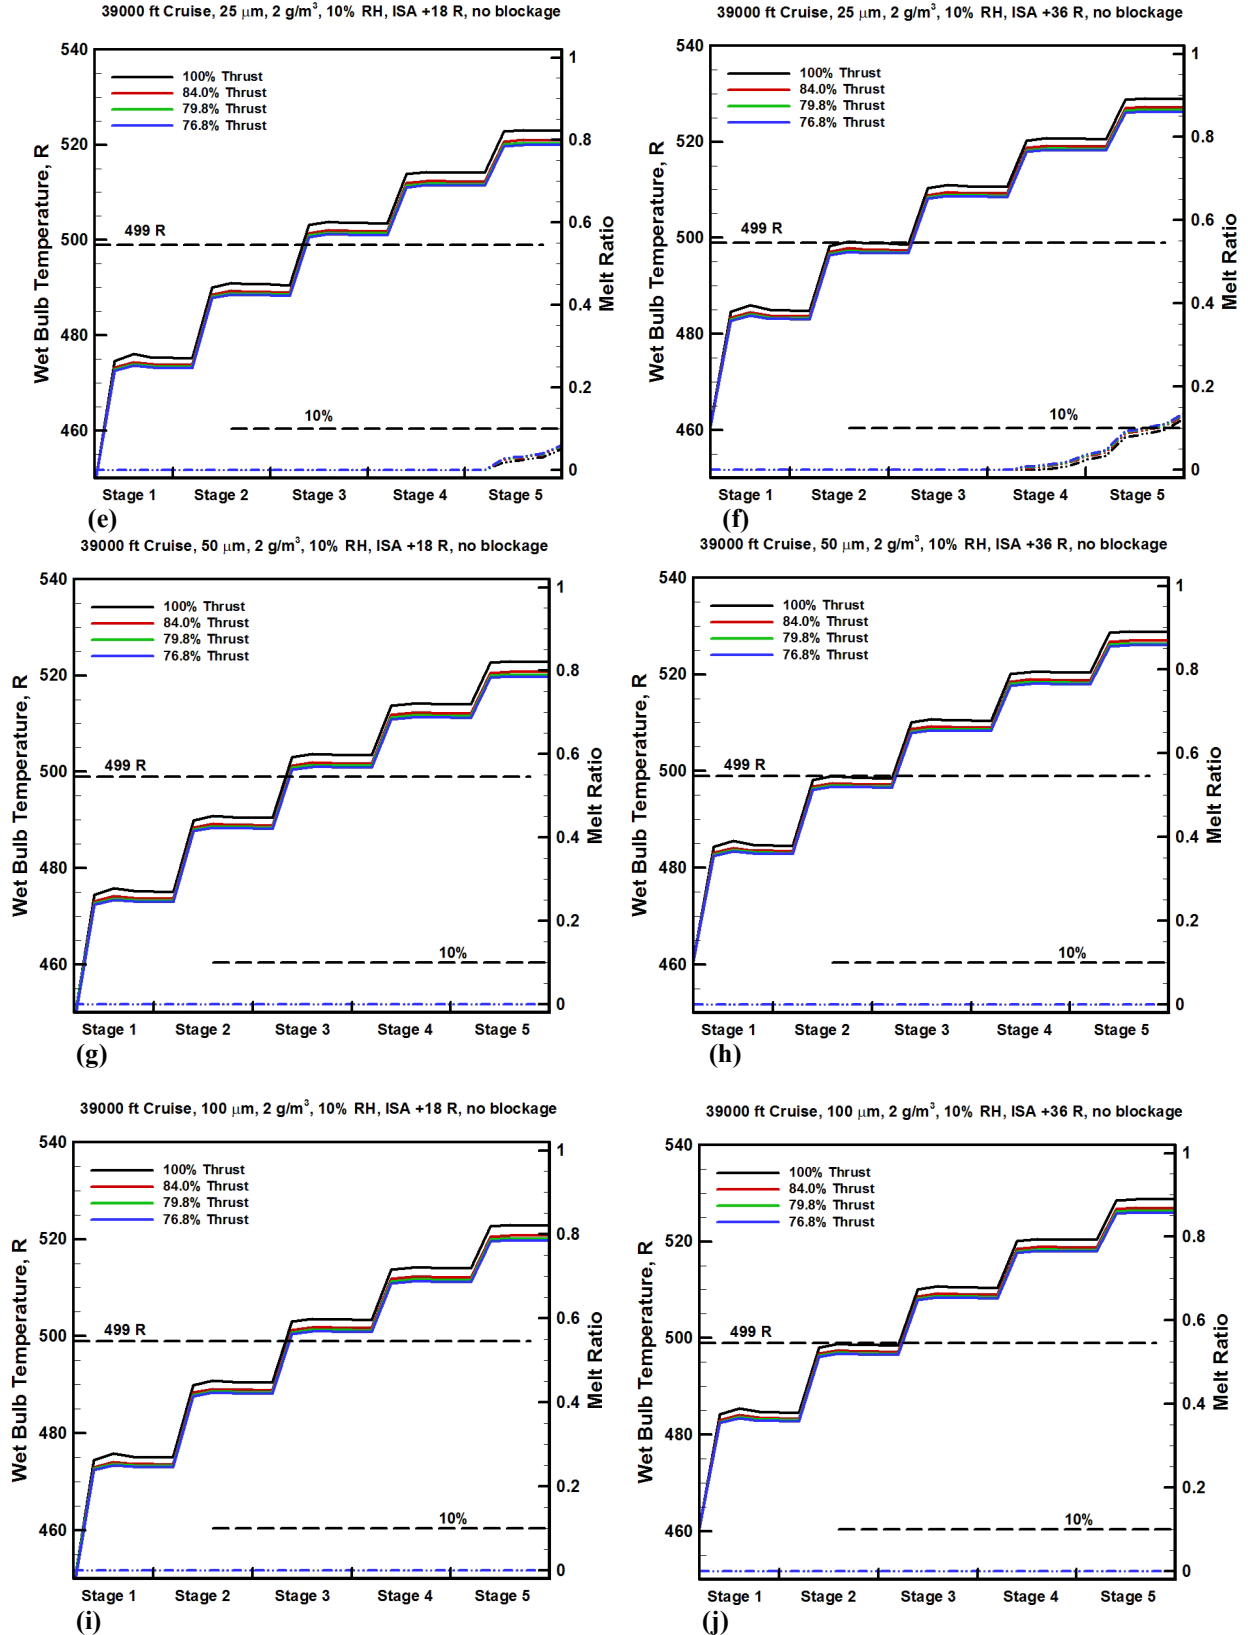 39000 ft Cruise, 25 μm, 2 g/m³, 10% RH, ISA +18 R, no blockage
540
520
500
480
460
Wet Bulb Temperature, R
100% Thrust
84.0% Thrust
79.8% Thrust
76.8% Thrust
499 R
10%
1
0.8
0.6
0.4
0.2
0
Melt Ratio
Stage 1 Stage 2 Stage 3 Stage 4 Stage 5
(e)
39000 ft Cruise, 25 μm, 2 g/m³, 10% RH, ISA +36 R, no blockage
540
520
500
480
460
Wet Bulb Temperature, R
100% Thrust
84.0% Thrust
79.8% Thrust
76.8% Thrust
499 R
10%
1
0.8
0.6
0.4
0.2
0
Melt Ratio
Stage 1 Stage 2 Stage 3 Stage 4 Stage 5
(f)
39000 ft Cruise, 50 μm, 2 g/m³, 10% RH, ISA +18 R, no blockage
540
520
500
480
460
Wet Bulb Temperature, R
100% Thrust
84.0% Thrust
79.8% Thrust
76.8% Thrust
499 R
10%
1
0.8
0.6
0.4
0.2
0
Melt Ratio
Stage 1 Stage 2 Stage 3 Stage 4 Stage 5
(g)
39000 ft Cruise, 50 μm, 2 g/m³, 10% RH, ISA +36 R, no blockage
540
520
500
480
460
Wet Bulb Temperature, R
100% Thrust
84.0% Thrust
79.8% Thrust
76.8% Thrust
499 R
10%
1
0.8
0.6
0.4
0.2
0
Melt Ratio
Stage 1 Stage 2 Stage 3 Stage 4 Stage 5
(h)
39000 ft Cruise, 100 μm, 2 g/m³, 10% RH, ISA +18 R, no blockage
540
520
500
480
460
Wet Bulb Temperature, R
100% Thrust
84.0% Thrust
79.8% Thrust
76.8% Thrust
499 R
10%
1
0.8
0.6
0.4
0.2
0
Melt Ratio
Stage 1 Stage 2 Stage 3 Stage 4 Stage 5
(i)
39000 ft Cruise, 100 μm, 2 g/m³, 10% RH, ISA +36 R, no blockage
540
520
500
480
460
Wet Bulb Temperature, R
100% Thrust
84.0% Thrust
79.8% Thrust
76.8% Thrust
499 R
10%
1
0.8
0.6
0.4
0.2
0
Melt Ratio
Stage 1 Stage 2 Stage 3 Stage 4 Stage 5
(j)